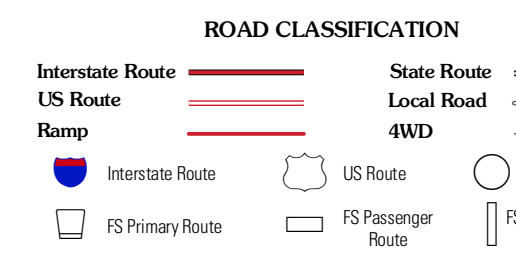 ROAD CLASSIFICATION
Interstate Route State Route
US Route Local Road
Ramp 4WD
Interstate Route US Route
FS Primary Route FS Passenger
Route